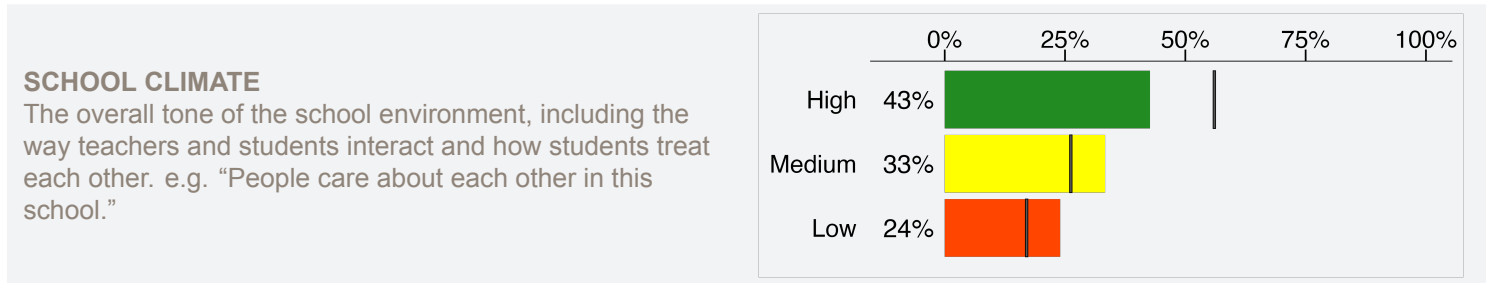 SCHOOL CLIMATE
The overall tone of the school environment, including the
way teachers and students interact and how students treat
each other. e.g. “People care about each other in this
school.”
0% 25% 50% 75% 100%
High 43%
Medium 33%
Low 24%